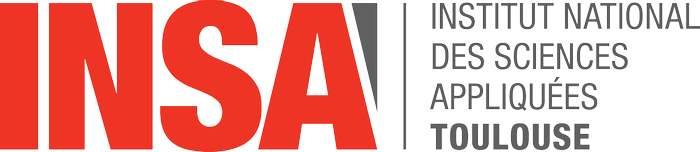 INSA
INSTITUT NATIONAL
DES SCIENCES
APPLIQUÉES
TOULOUSE